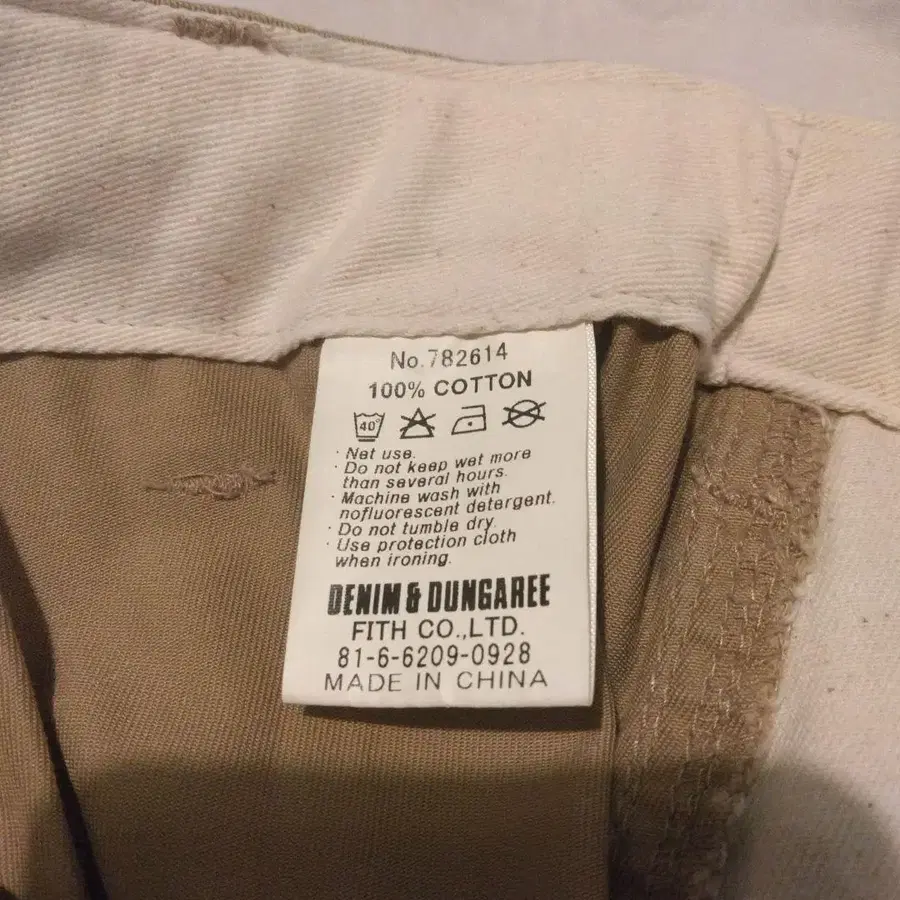 No.782614
100% COTTON
40°
· Net use.
· Do not keep wet more
than several hours.
· Machine wash with
nofluorescent detergent.
· Do not tumble dry.
· Use protection cloth
when ironing.
DENIM & DUNGAREE
FITH CO.,LTD.
81-6-6209-0928
MADE IN CHINA